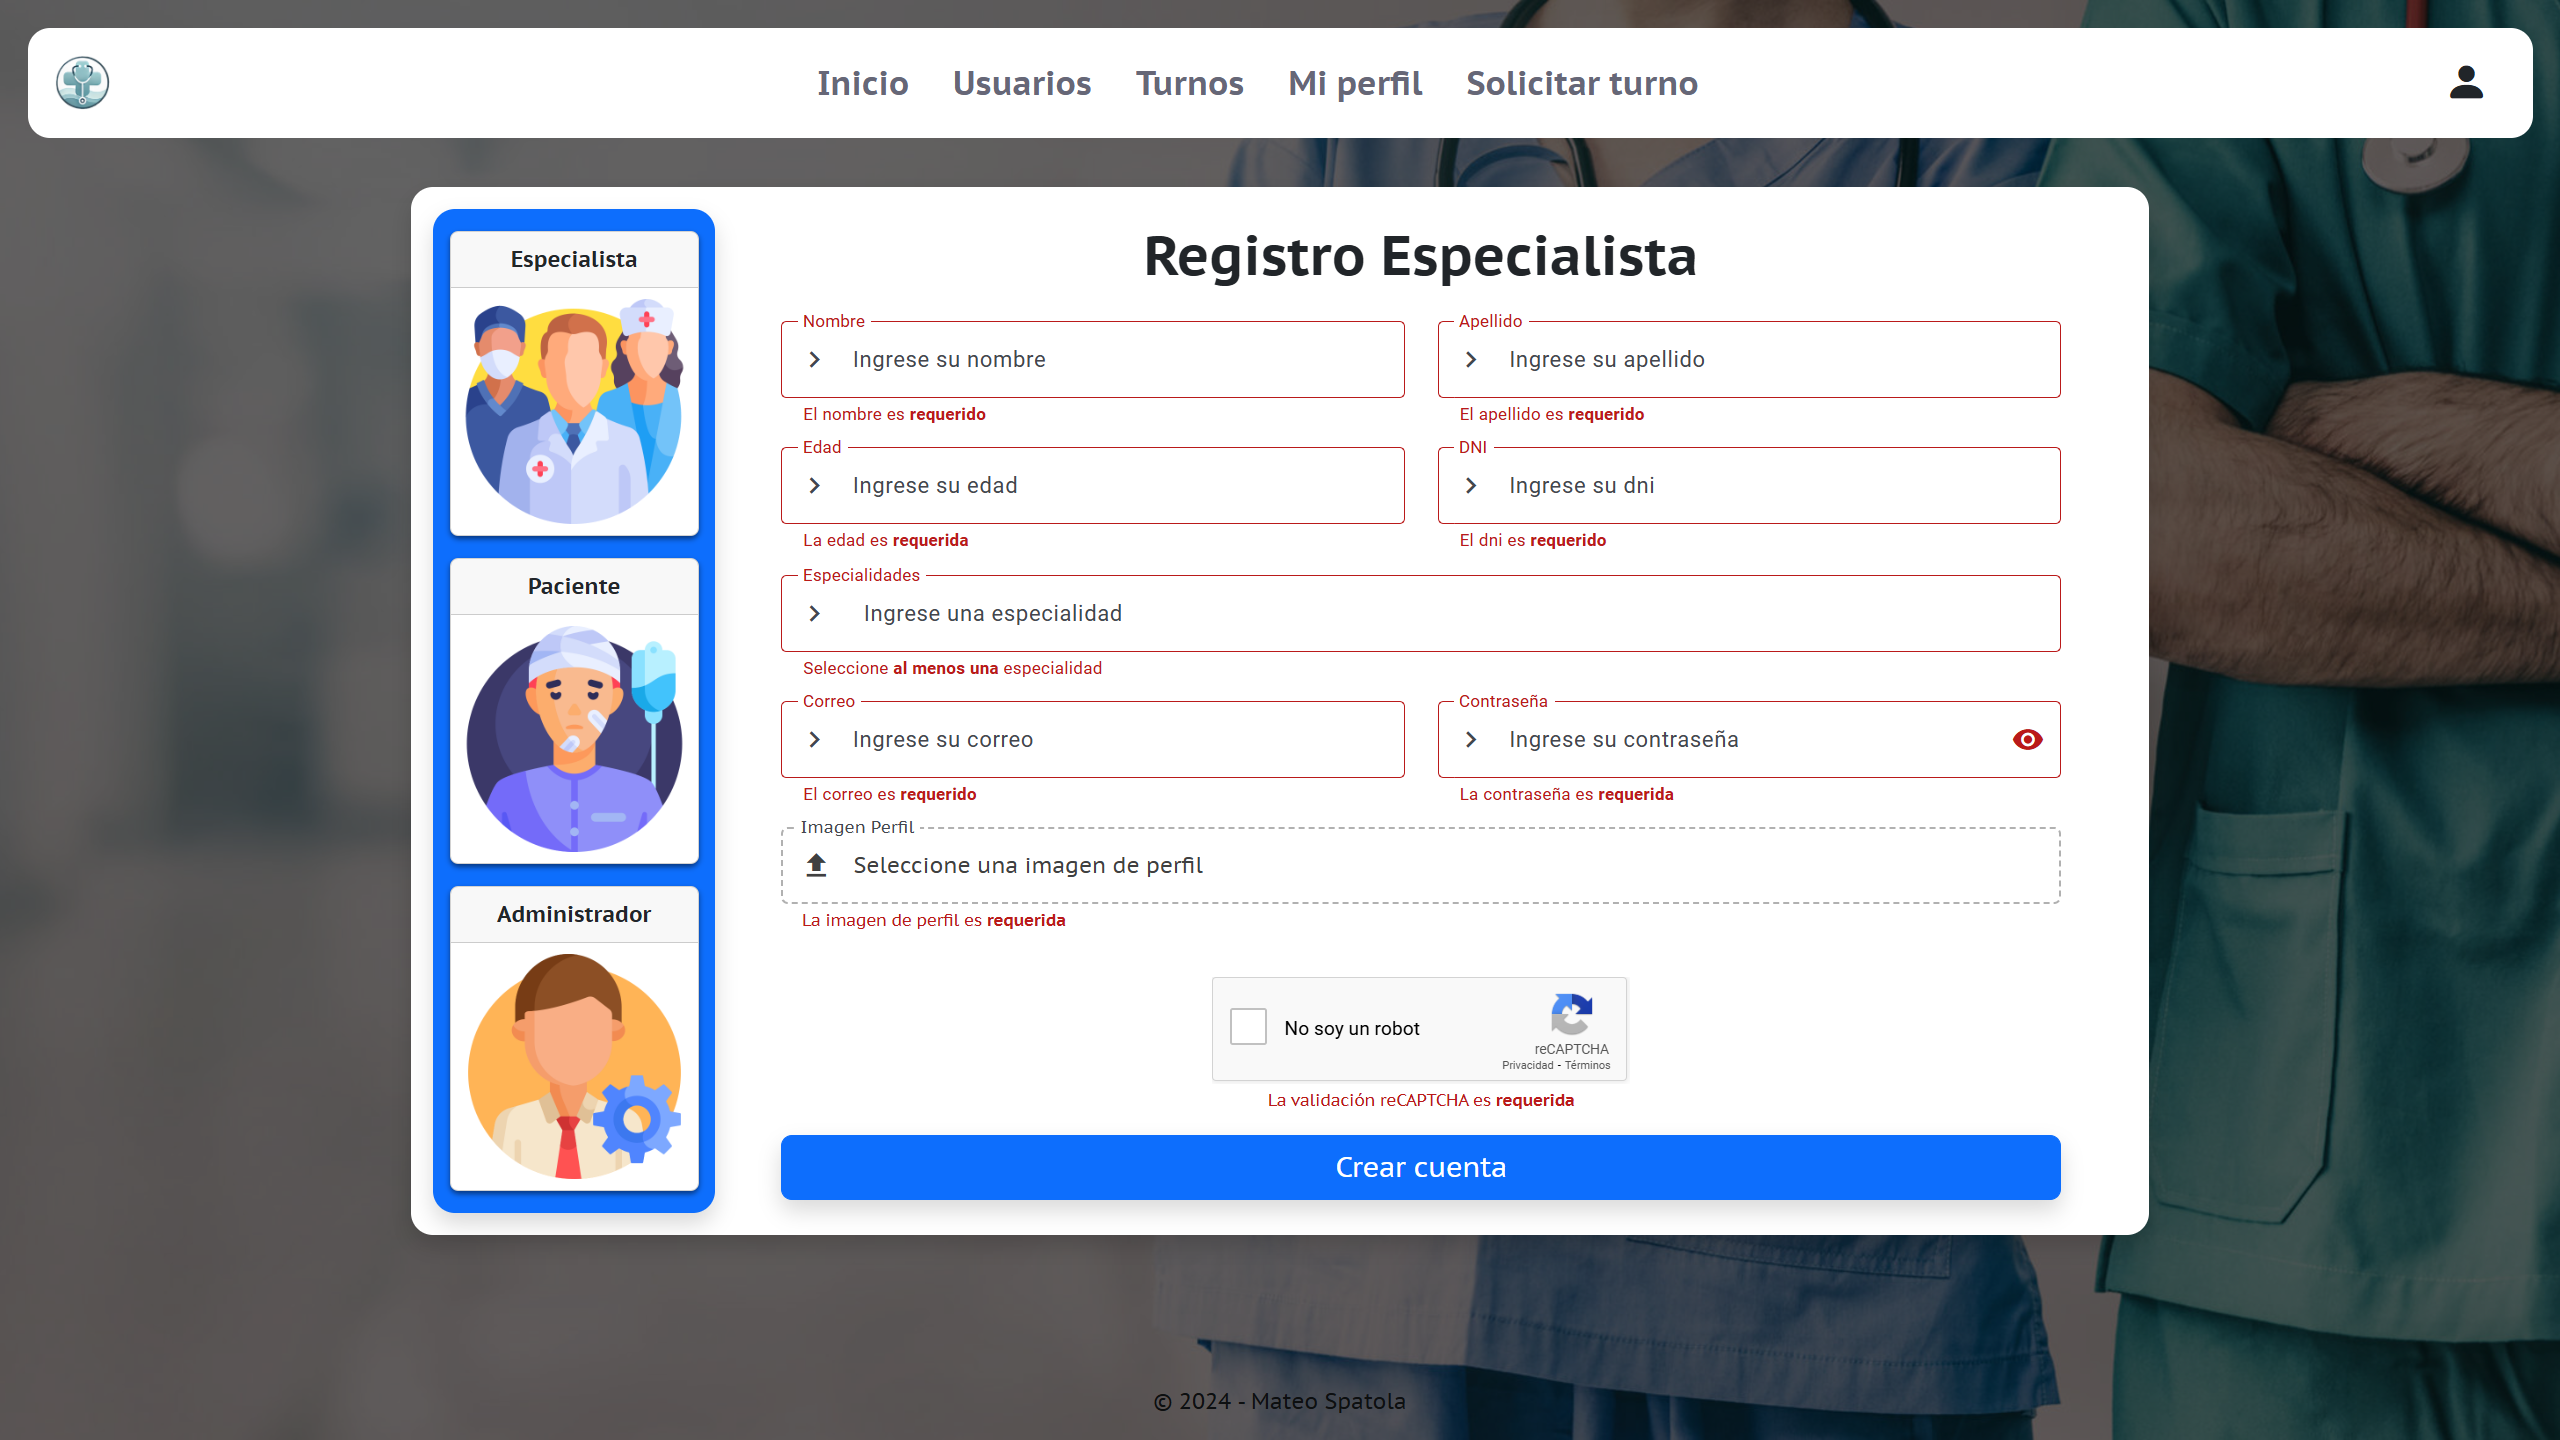 Inicio Usuarios Turnos Mi perfil Solicitar turno
Especialista
Paciente
Administrador
Registro Especialista
Nombre
Ingrese su nombre
El nombre es requerido
Apellido
Ingrese su apellido
El apellido es requerido
Edad
Ingrese su edad
La edad es requerida
DNI
Ingrese su dni
El dni es requerido
Especialidades
Ingrese una especialidad
Seleccione al menos una especialidad
Correo
Ingrese su correo
El correo es requerido
Contraseña
Ingrese su contraseña
La contraseña es requerida
Imagen Perfil
Seleccione una imagen de perfil
La imagen de perfil es requerida
No soy un robot
reCAPTCHA
Privacidad - Términos
La validación reCAPTCHA es requerida
Crear cuenta
© 2024 - Mateo Spatola